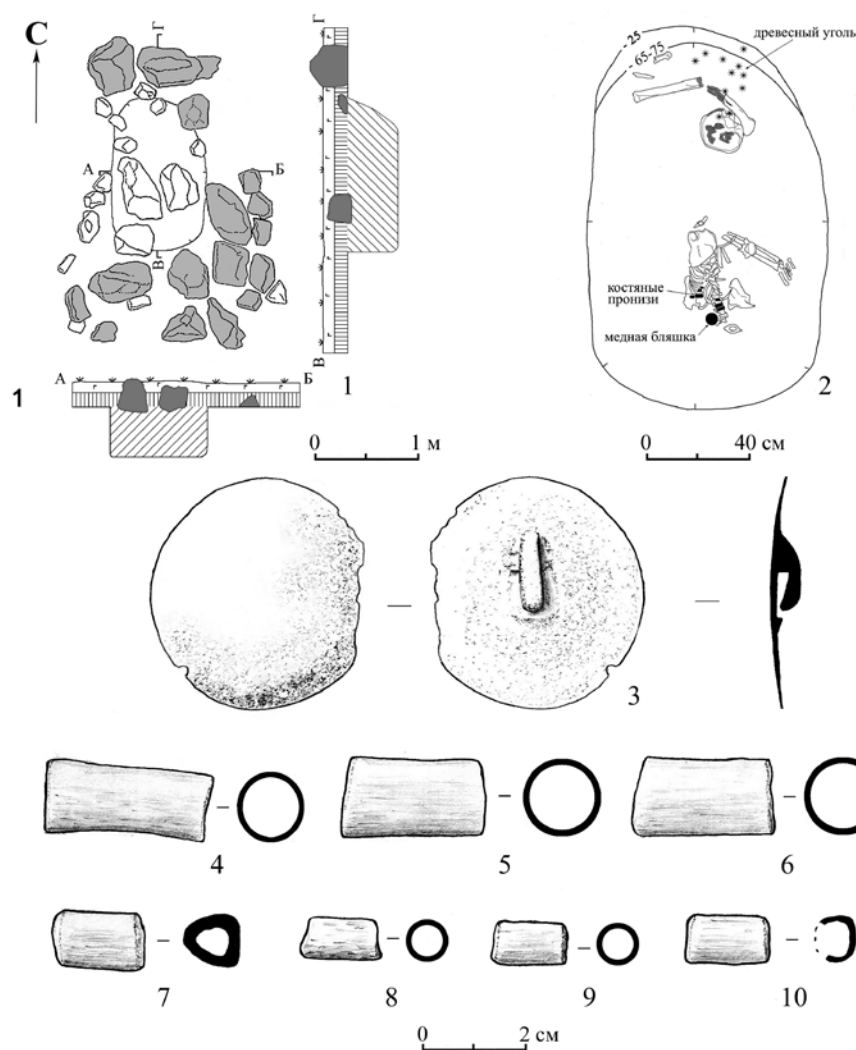 С
Г
А
Б
В
Г
В
1
А
Б
1
0 1 м
- 25
- 65-75
древесный уголь
костяные
пронизи
медная бляшка
2
0 40 см
3
4
5
6
7
8
9
10
0 2 см